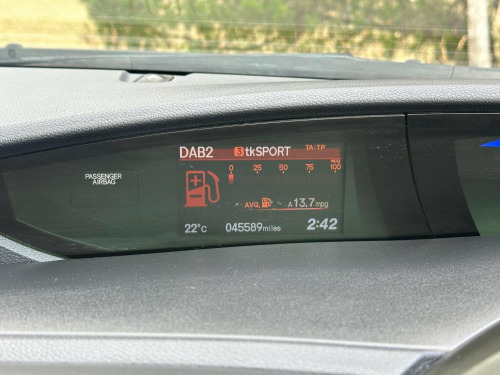 DAB2 3 tkSPORT TA:TP
0 25 50 75 100
PASSENGER
AIRBAG
AVG. A 13.7 mpg
22°C 045589 miles 2:42